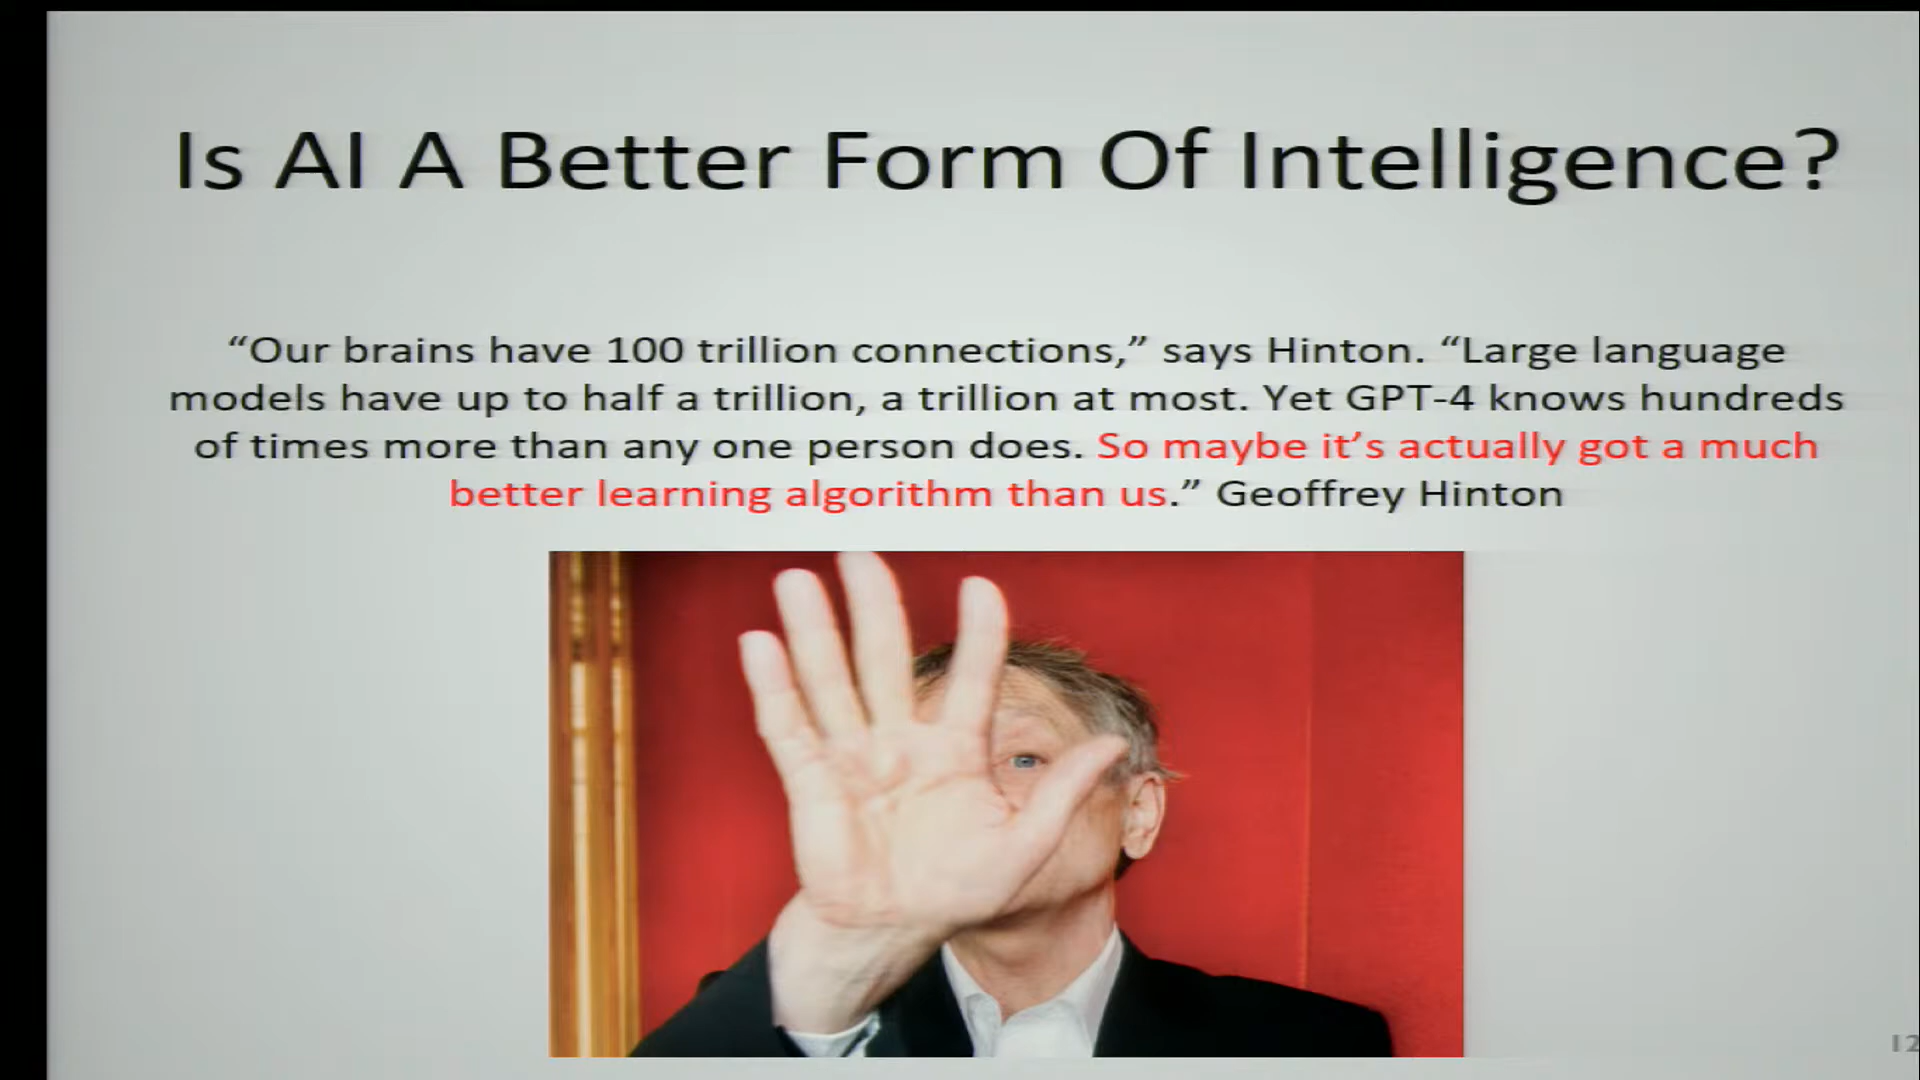 Is AI A Better Form Of Intelligence?
“Our brains have 100 trillion connections,” says Hinton. “Large language
models have up to half a trillion, a trillion at most. Yet GPT-4 knows hundreds
of times more than any one person does. So maybe it’s actually got a much
better learning algorithm than us.” Geoffrey Hinton
12